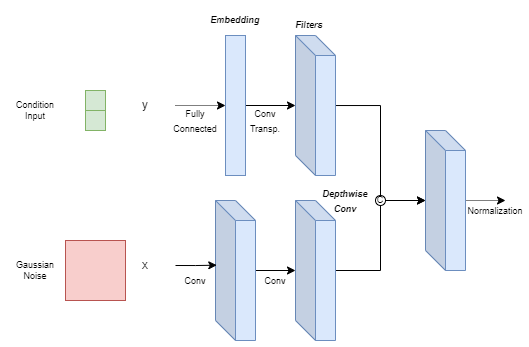 Embedding
Filters
Condition
Input
y
Fully
Connected
Conv
Transp.
Depthwise
Conv
C
Normalization
Gaussian
Noise
x
Conv
Conv